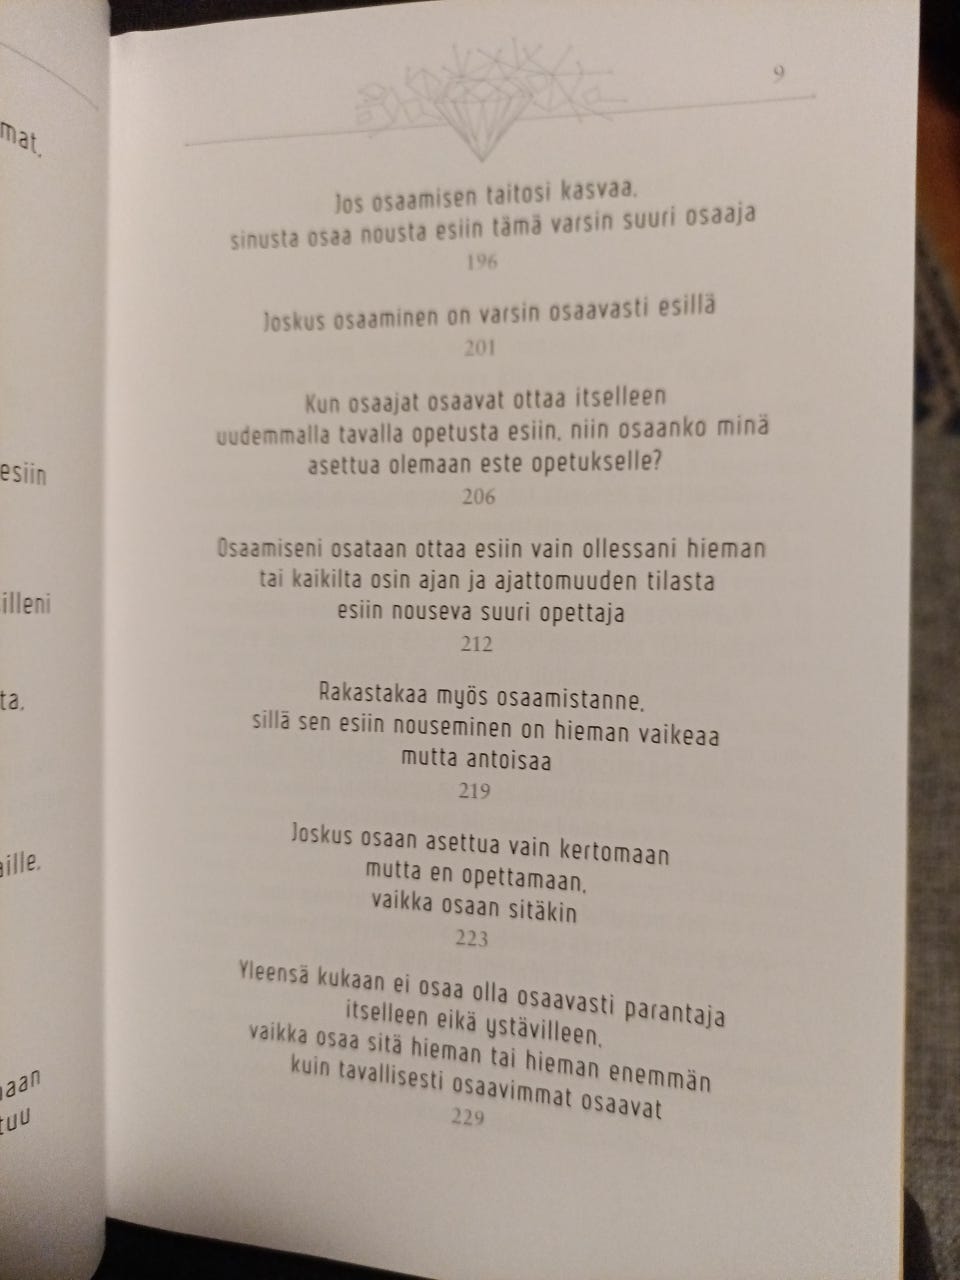 mat,
esiin
illeni
ta,
aille,
naan
tuu
9
Jos osaamisen taitosi kasvaa,
sinusta osaa nousta esiin tämä varsin suuri osaaja
196
Joskus osaaminen on varsin osaavasti esillä
201
Kun osaajat osaavat ottaa itselleen
uudemmalla tavalla opetusta esiin, niin osaanko minä
asettua olemaan este opetukselle?
206
Osaamiseni osataan ottaa esiin vain ollessani hieman
tai kaikilta osin ajan ja ajattomuuden tilasta
esiin nouseva suuri opettaja
212
Rakastakaa myös osaamistanne,
sillä sen esiin nouseminen on hieman vaikeaa
mutta antoisaa
219
Joskus osaan asettua vain kertomaan
mutta en opettamaan,
vaikka osaan sitäkin
223
Yleensä kukaan ei osaa olla osaavasti parantaja
itselleen eikä ystävilleen,
vaikka osaa sitä hieman tai hieman enemmän
kuin tavallisesti osaavimmat osaavat
229